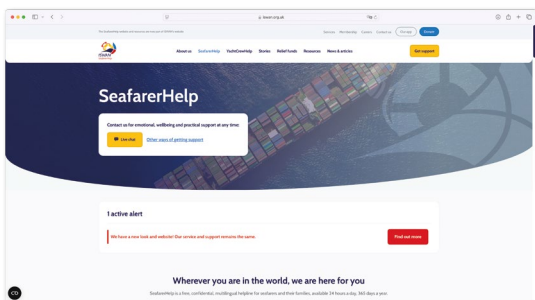 iswan.org.uk
Services Membership Careers Contact us Change Donate
ISWAN
About us SeafarerHelp YachtCrewHelp Stories Relief funds Resources News & articles Get support
SeafarerHelp
Contact us for emotional, wellbeing and practical support at any time:
Live chat Other ways of getting support
1 active alert
We have a new look and website! Our service and support remains the same. Find out more
Wherever you are in the world, we are here for you
SeafarerHelp is a free, confidential, multilingual helpline for seafarers and their families, available 24 hours a day, 365 days a year.